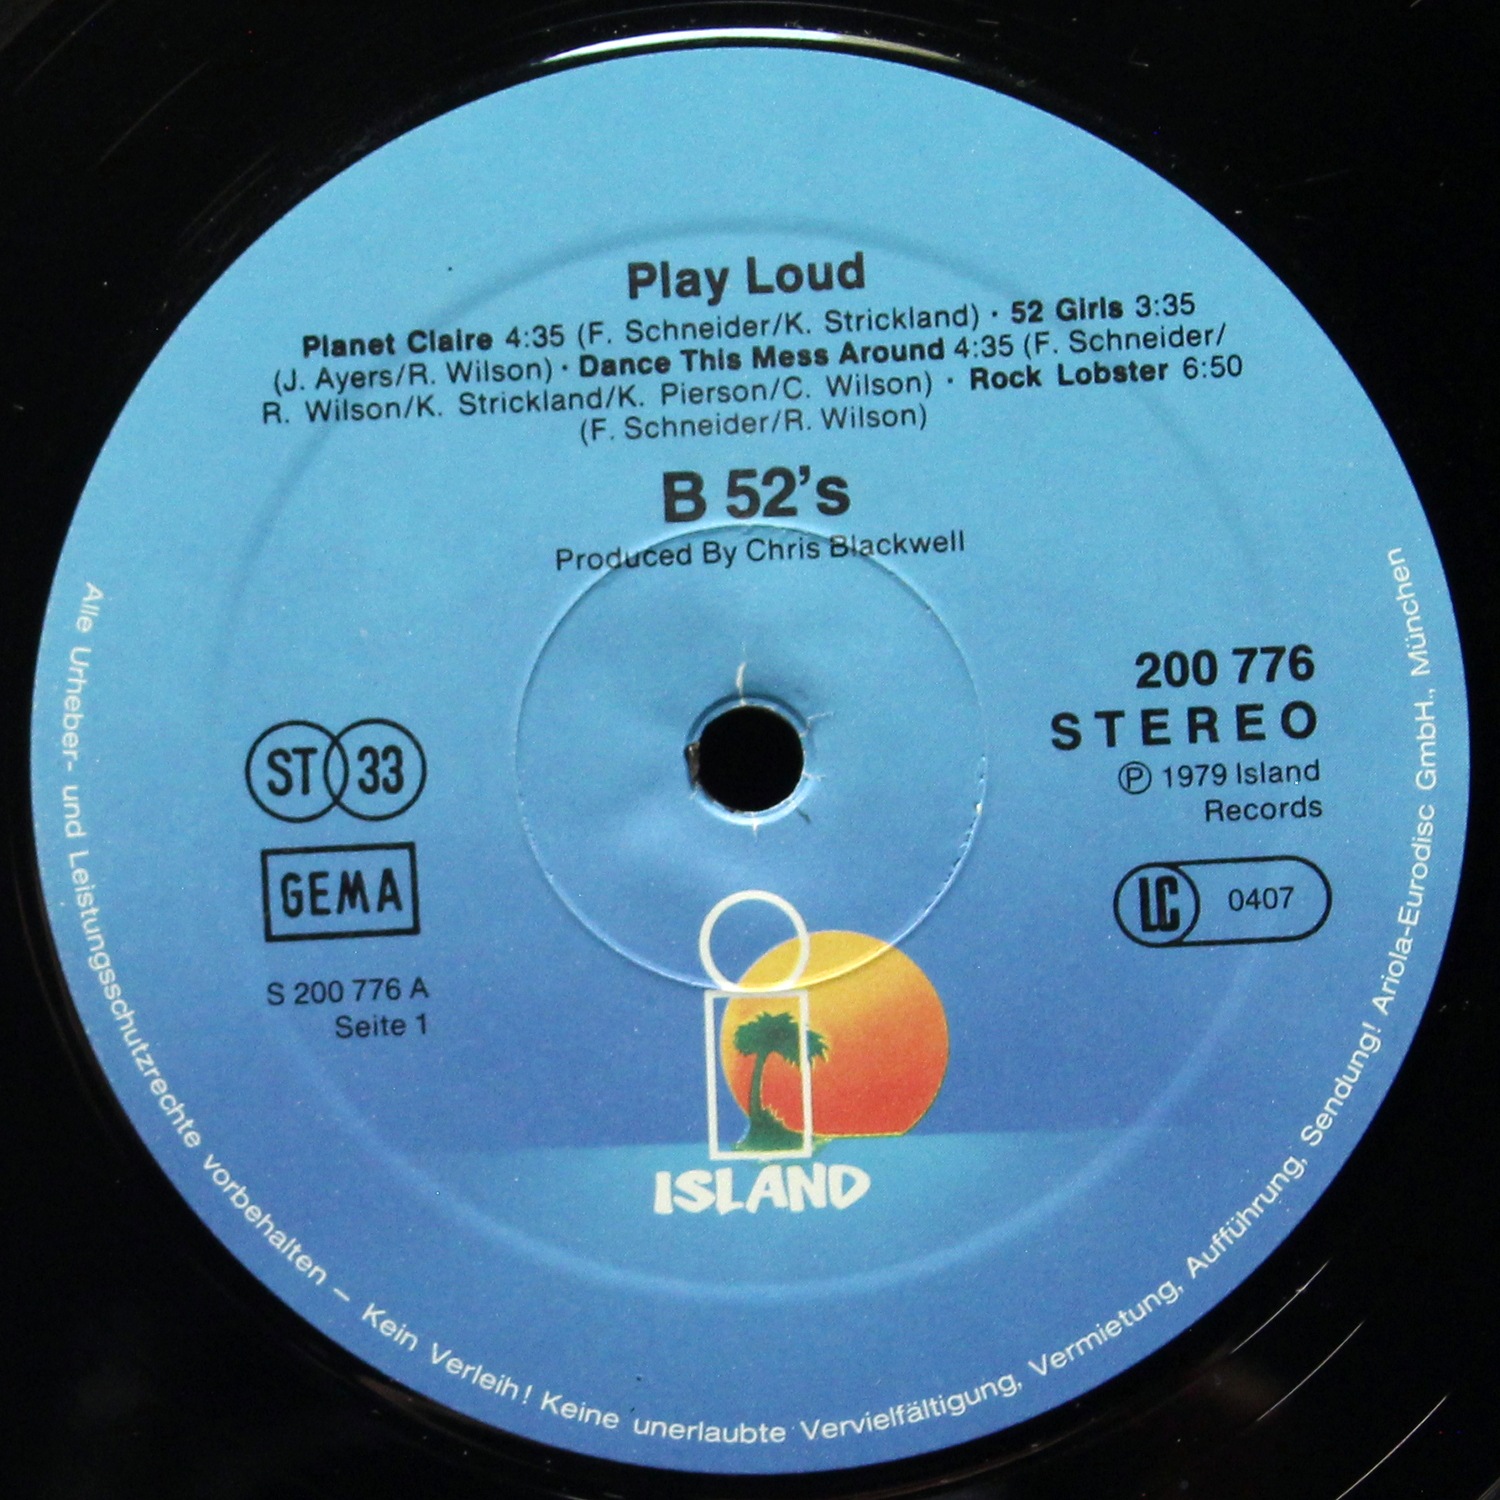 Play Loud
Planet Claire 4:35 (F. Schneider/K. Strickland) · 52 Girls 3:35
(J. Ayers/R. Wilson) · Dance This Mess Around 4:35 (F. Schneider/
R. Wilson/K. Strickland/K. Pierson/C. Wilson) · Rock Lobster 6:50
(F. Schneider/R. Wilson)
B 52's
Produced By Chris Blackwell
200 776
STEREO
Ⓟ 1979 Island
Records
LC 0407
ST 33
GEMA
S 200 776 A
Seite 1
ISLAND
Alle Urheber- und Leistungsschutzrechte vorbehalten – Kein Verleih! Keine unerlaubte Vervielfältigung, Vermietung, Aufführung, Sendung! Ariola-Eurodisc GmbH., München